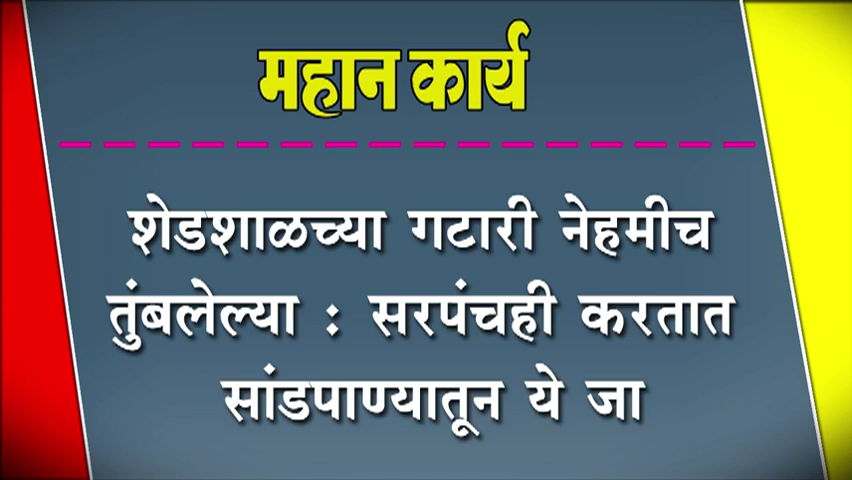 महान कार्य
शेडशाळच्या गटारी नेहमीच
तुंबलेल्या : सरपंचही करतात
सांडपाण्यातून ये जा